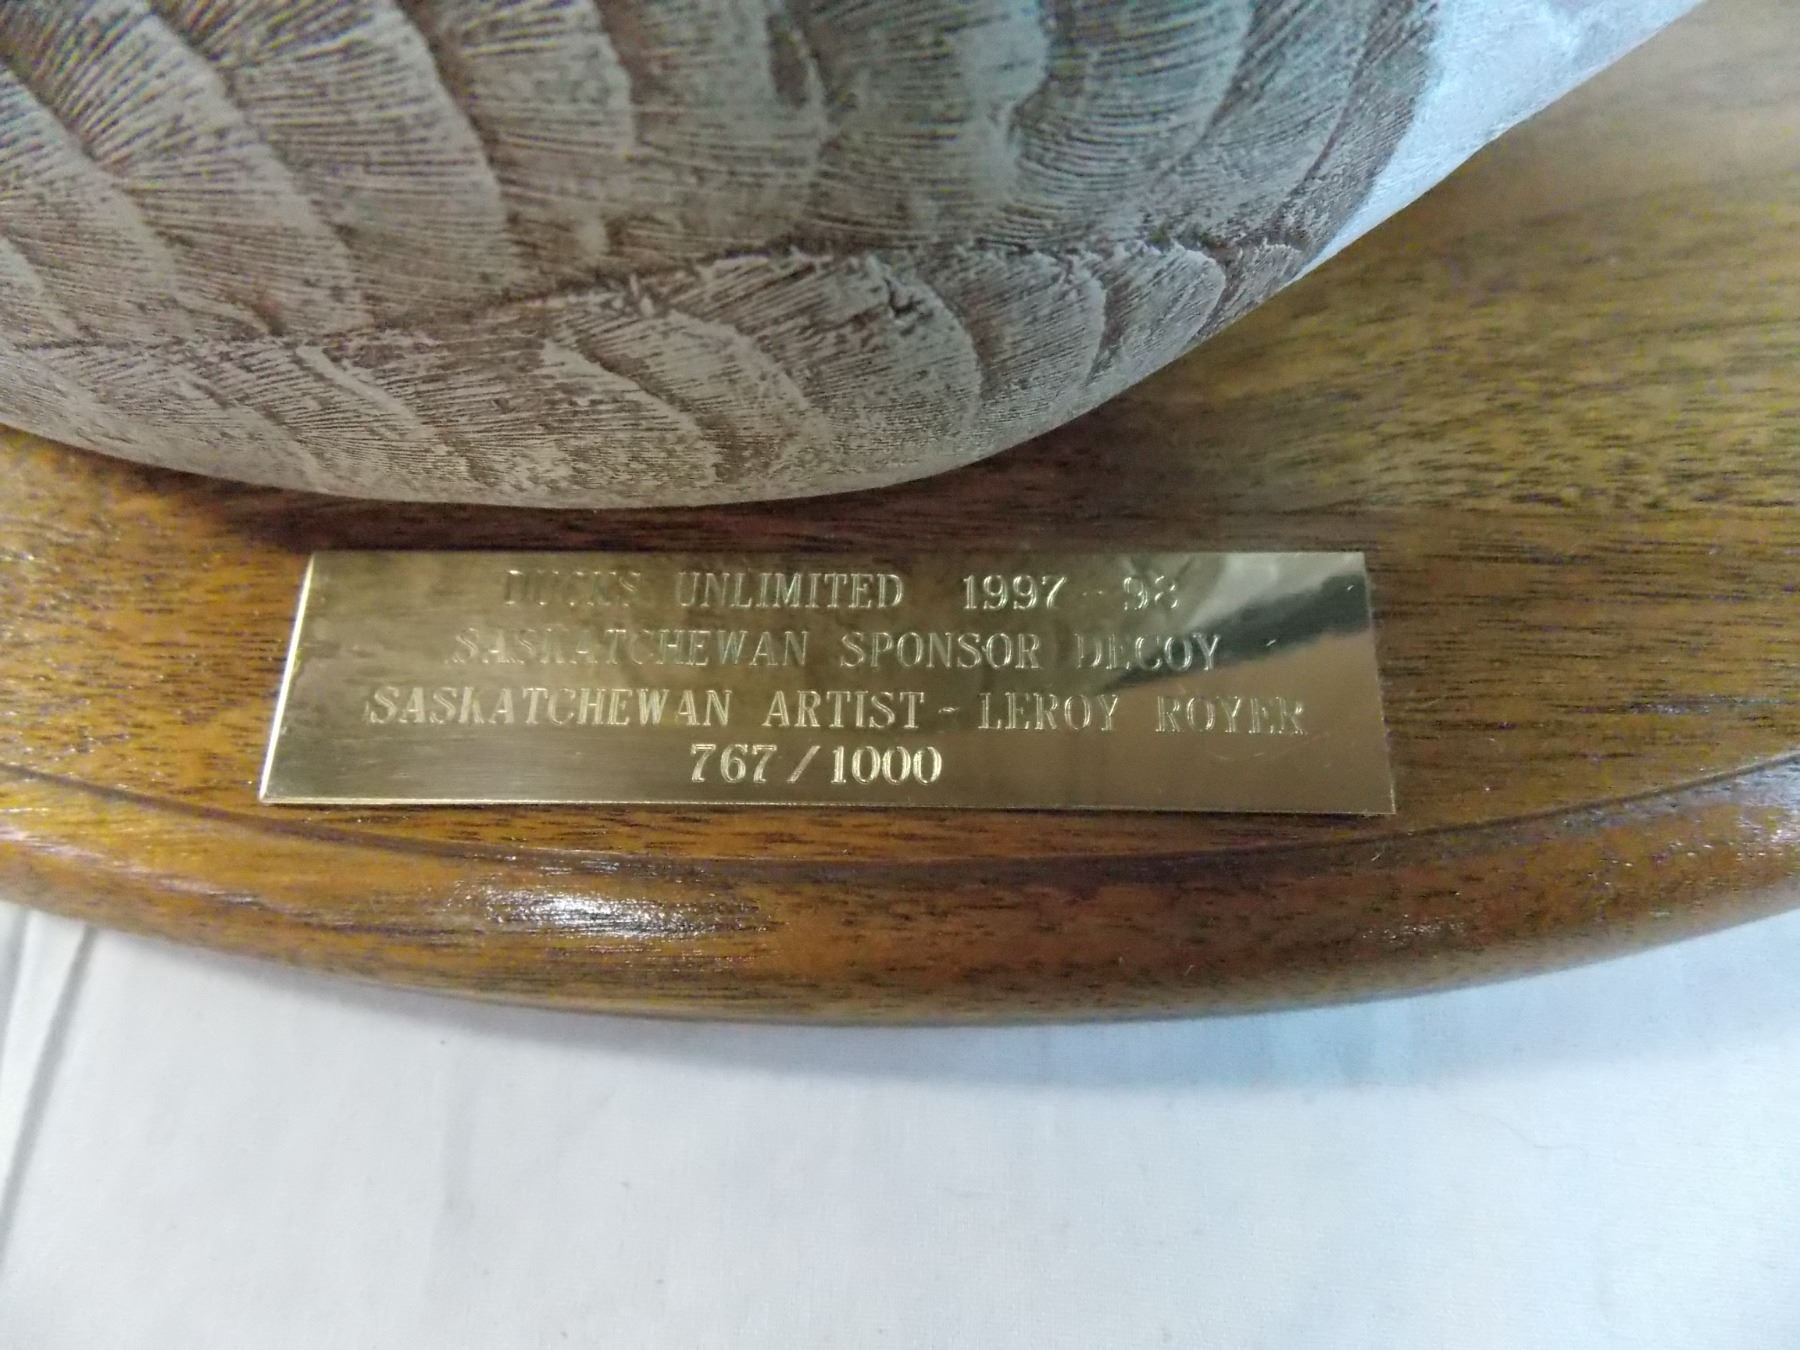 DUCKS UNLIMITED 1997 - 98
SASKATCHEWAN SPONSOR DECOY
SASKATCHEWAN ARTIST - LEROY ROYER
767/1000